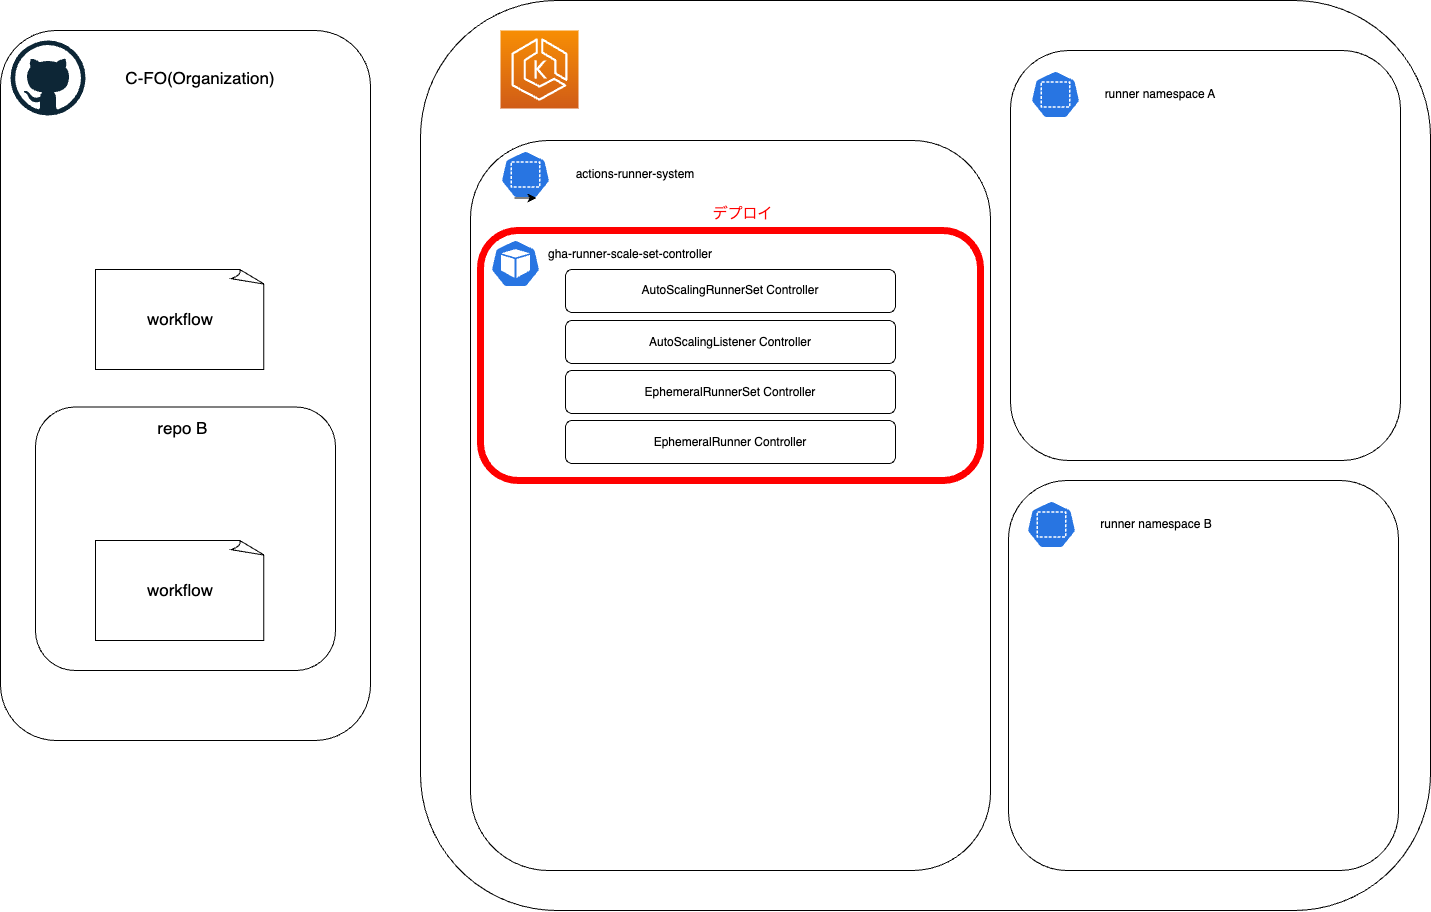 C-FO(Organization)
workflow
repo B
workflow
K
actions-runner-system
デプロイ
gha-runner-scale-set-controller
AutoScalingRunnerSet Controller
AutoScalingListener Controller
EphemeralRunnerSet Controller
EphemeralRunner Controller
runner namespace A
runner namespace B